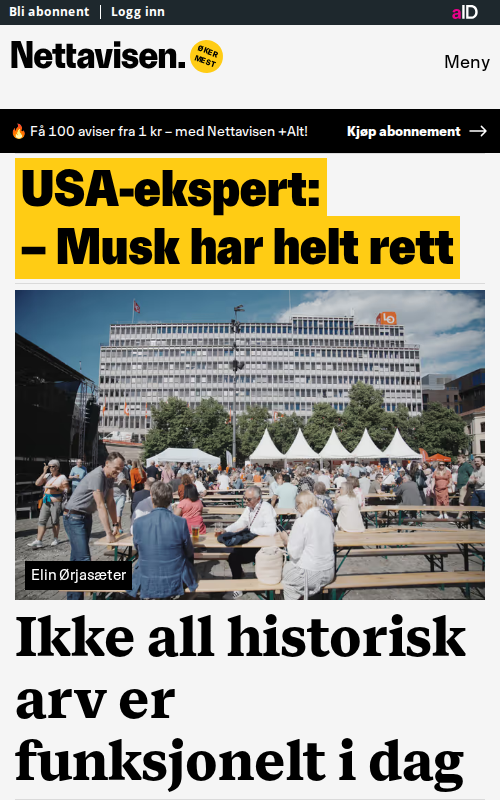 Bli abonnent | Logg inn
aID
Nettavisen.
ØKER
MEST
Meny
🔥 Få 100 aviser fra 1 kr – med Nettavisen +Alt!
Kjøp abonnement →
USA-ekspert:
– Musk har helt rett
LO
Elin Ørjasæter
Ikke all historisk
arv er
funksjonelt i dag